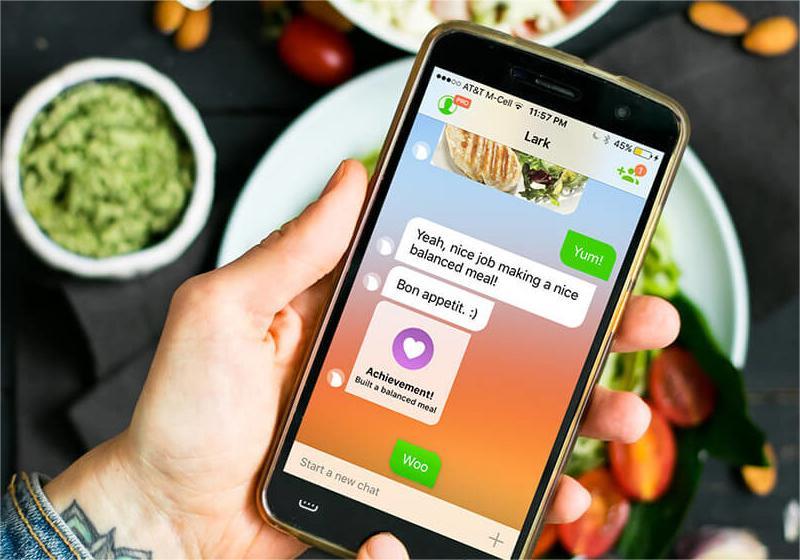 AT&T M-Cell 11:57 PM 45%
PRO
Lark
1
Yum!
Yeah, nice job making a nice
balanced meal!
Bon appetit. :)
Achievement!
Built a balanced meal
Woo
Start a new chat